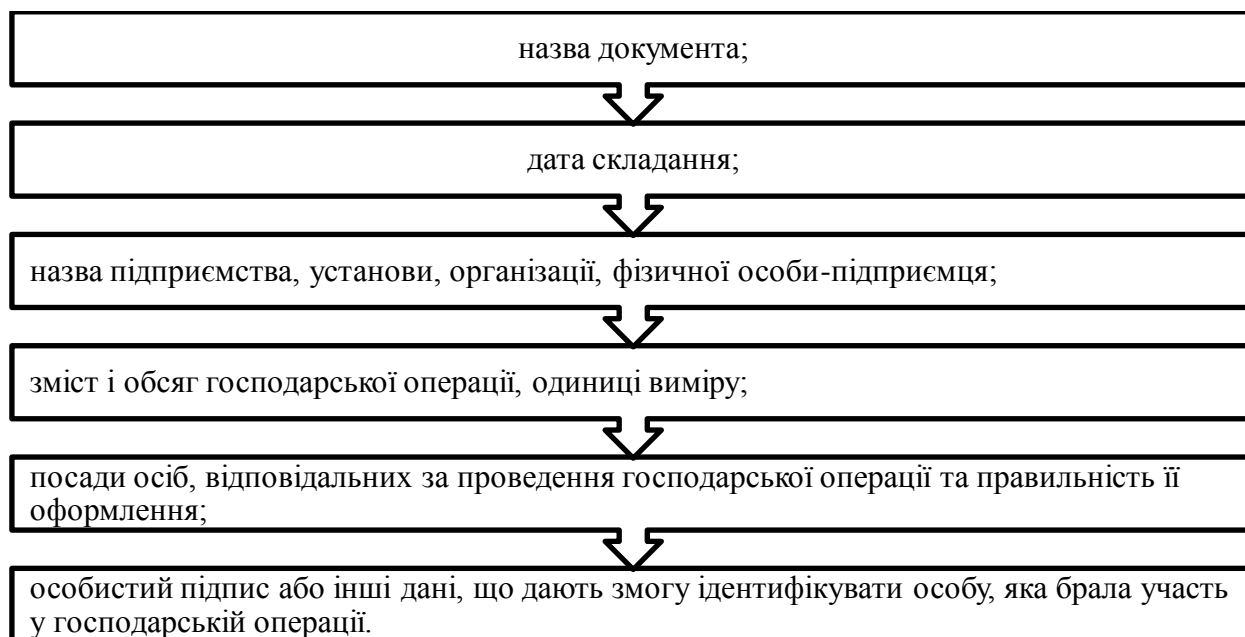 назва документа;
дата складання;
назва підприємства, установи, організації, фізичної особи-підприємця;
зміст і обсяг господарської операції, одиниці виміру;
посади осіб, відповідальних за проведення господарської операції та правильність її
оформлення;
особистий підпис або інші дані, що дають змогу ідентифікувати особу, яка брала участь
у господарській операції.